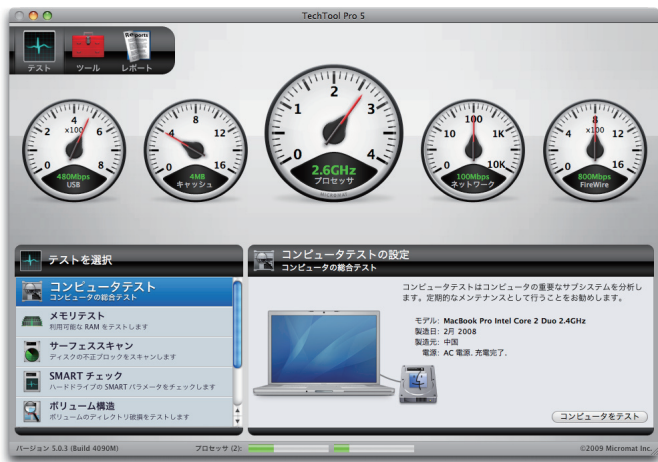 TechTool Pro 5
Reports
テスト ツール レポート
0 2 4 6 8
x100
480Mbps
USB
0 4 8 12 16
4MB
キャッシュ
0 1 2 3 4
2.6GHz
プロセッサ
MICROMAT
0 10 100 1K 10K
100Mbps
ネットワーク
0 4 8 12 16
x100
800Mbps
FireWire
テストを選択
コンピュータテスト
コンピュータの総合テスト
メモリテスト
利用可能な RAM をテストします
サーフェススキャン
ディスクの不正ブロックをスキャンします
SMART チェック
ハードドライブの SMART パラメータをチェックします
ボリューム構造
ボリュームのディレクトリ破損をテストします
コンピュータテストの設定
コンピュータの総合テスト
コンピュータテストはコンピュータの重要なサブシステムを分析し
ます。定期的なメンテナンスとして行うことをお勧めします。
モデル: MacBook Pro Intel Core 2 Duo 2.4GHz
製造日: 2月 2008
製造元: 中国
電源: AC 電源. 充電完了.
コンピュータをテスト
バージョン 5.0.3 (Build 4090M) プロセッサ (2): ©2009 Micromat Inc.